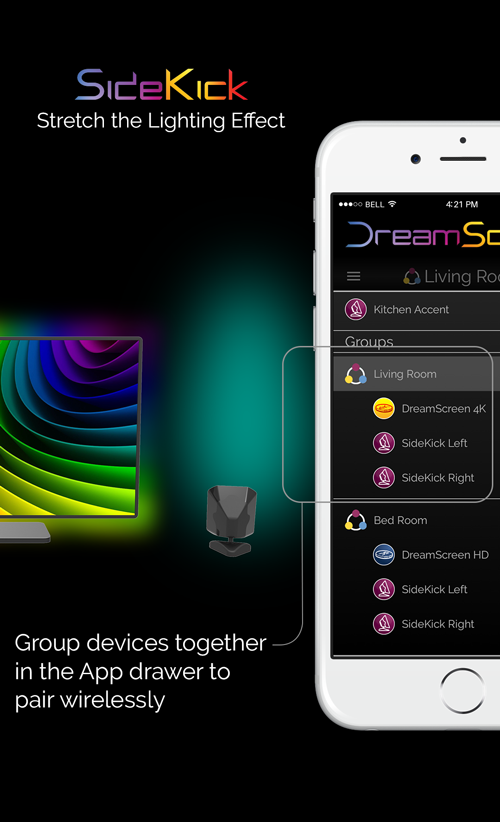 SideKick
Stretch the Lighting Effect
BELL
4:21 PM
DreamSc
Living Roo
Kitchen Accent
Groups
Living Room
DreamScreen 4K
SideKick Left
SideKick Right
Bed Room
DreamScreen HD
SideKick Left
SideKick Right
Group devices together
in the App drawer to
pair wirelessly